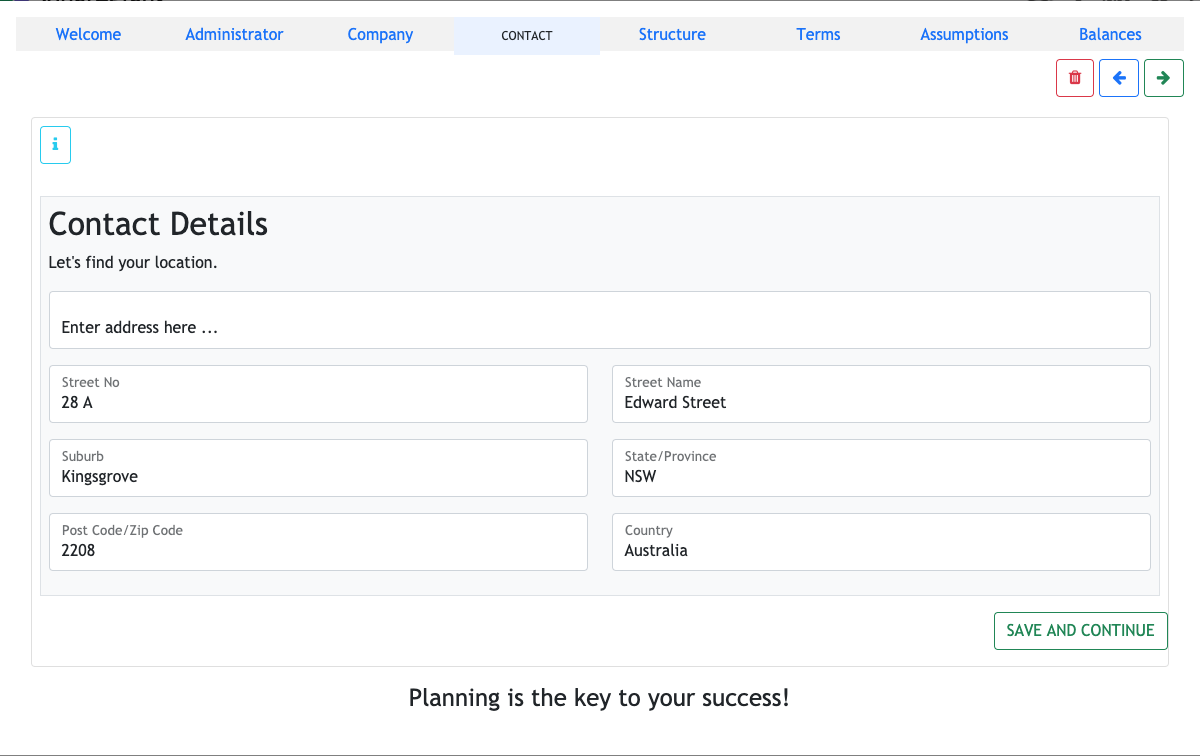 Welcome Administrator Company CONTACT Structure Terms Assumptions Balances
i
Contact Details
Let's find your location.
Enter address here ...
Street No
28 A
Street Name
Edward Street
Suburb
Kingsgrove
State/Province
NSW
Post Code/Zip Code
2208
Country
Australia
SAVE AND CONTINUE
Planning is the key to your success!